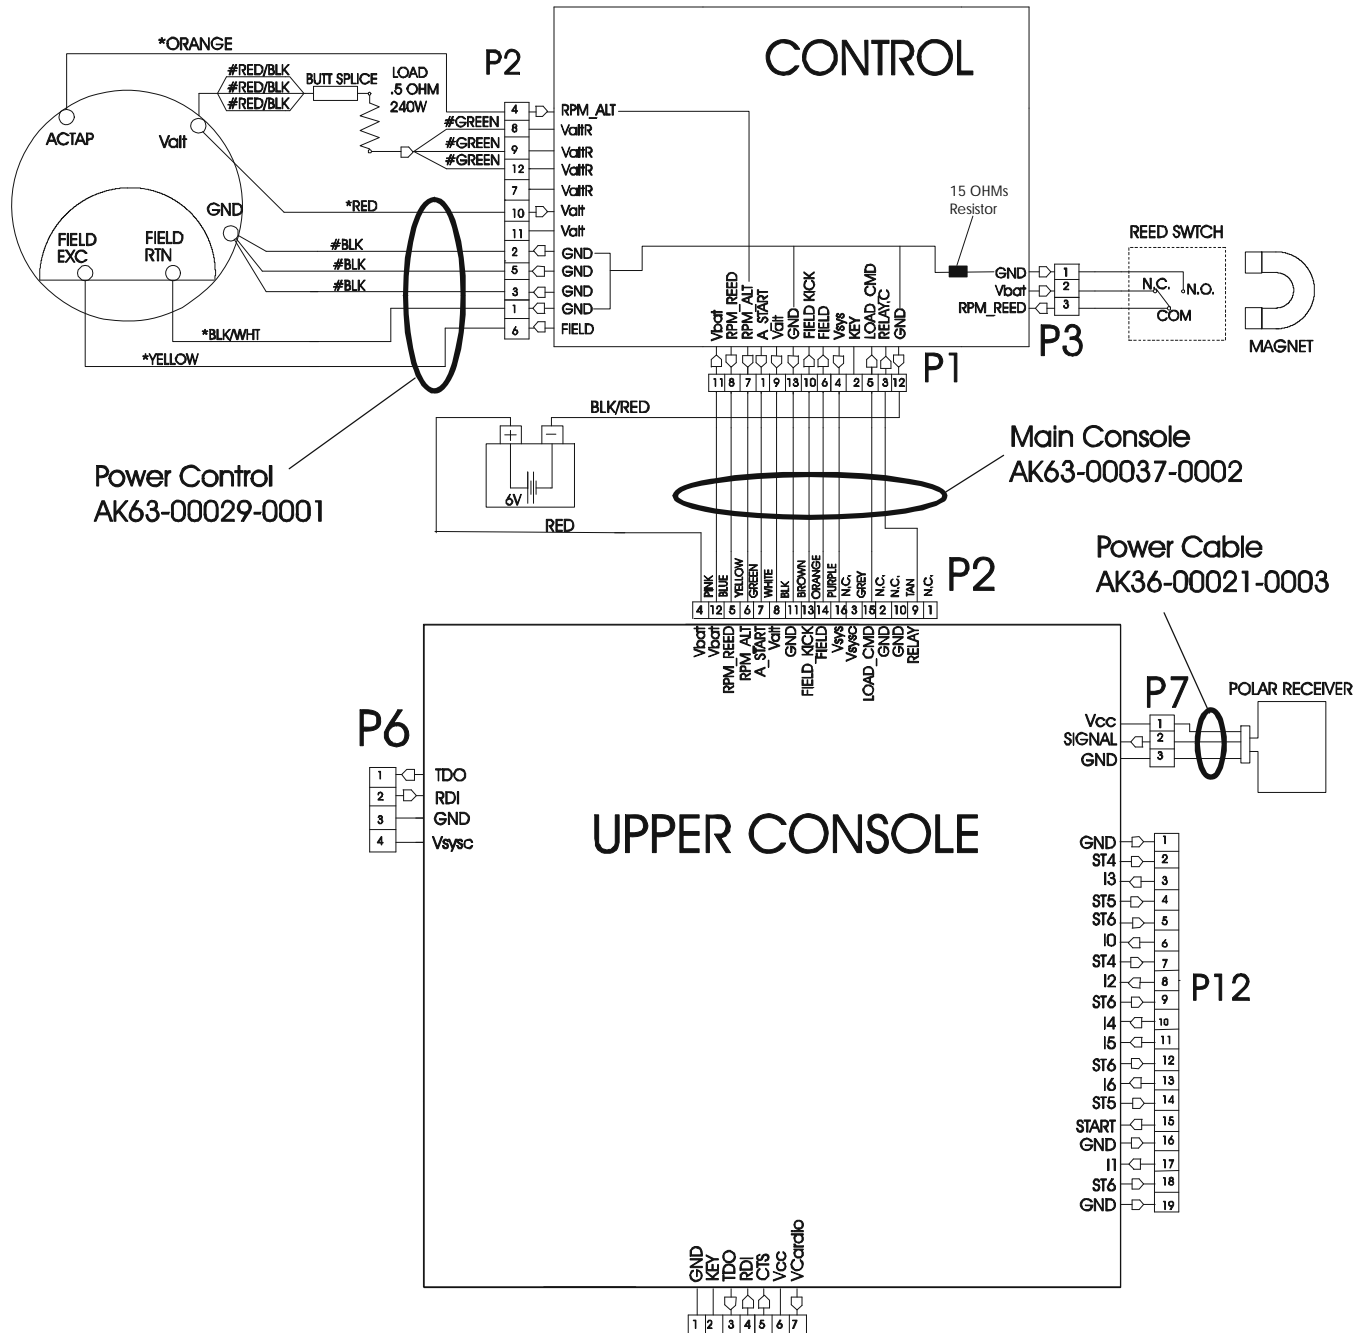 CONTROL
P2
*ORANGE
#RED/BLK
#RED/BLK
#RED/BLK
BUTT SPLICE
LOAD
.5 OHM
240W
ACTAP
Valt
GND
FIELD
EXC
FIELD
RTN
#GREEN
#GREEN
#GREEN
*RED
#BLK
#BLK
#BLK
*BLK/WHT
*YELLOW
4 RPM_ALT
8 ValtR
9 ValtR
12 ValtR
7 ValtR
10 Valt
11 Valt
2 GND
5 GND
3 GND
1 GND
6 FIELD
15 OHMs
Resistor
GND 1
Vbat 2
RPM_REED 3
P3
REED SWTCH
N.C.
N.O.
COM
MAGNET
Vbat
RPM_REED
RPM_ALT
A_START
Valt
GND
FIELD_KICK
FIELD
Vsys
KEY
LOAD_CMD
RELAY.C
GND
P1
11 8 7 1 9 13 10 6 4 2 5 3 12
BLK/RED
+ −
6V
RED
Power Control
AK63-00029-0001
Main Console
AK63-00037-0002
Power Cable
AK36-00021-0003
PINK
BLUE
YELLOW
GREEN
WHITE
BLK
BROWN
ORANGE
PURPLE
N.C.
GREY
N.C.
N.C.
TAN
N.C.
P2
4 12 5 6 7 8 11 13 14 16 3 15 2 10 9 1
Vbat
Vbat
RPM_REED
RPM_ALT
A_START
Valt
GND
FIELD_KICK
FIELD
Vsys
Vsysc
LOAD_CMD
GND
GND
RELAY
P7
POLAR RECEIVER
Vcc 1
SIGNAL 2
GND 3
P6
1 TDO
2 RDI
3 GND
4 Vsysc
UPPER CONSOLE
GND 1
ST4 2
I3 3
ST5 4
ST6 5
I0 6
ST4 7
I2 8
ST6 9
I4 10
I5 11
ST6 12
I6 13
ST5 14
START 15
GND 16
I1 17
ST6 18
GND 19
P12
GND
KEY
TDO
RDI
CTS
Vcc
VCardio
1 2 3 4 5 6 7